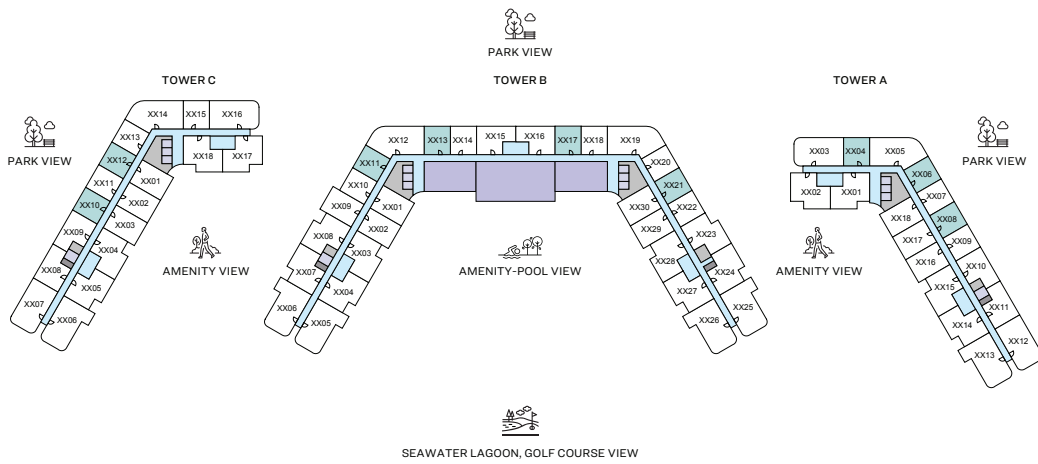 PARK VIEW
TOWER C
TOWER B
TOWER A
PARK VIEW
PARK VIEW
XX14
XX15
XX16
XX13
XX12
XX18
XX17
XX11
XX01
XX10
XX02
XX03
XX09
XX04
XX08
XX05
XX07
XX06
AMENITY VIEW
XX12
XX13
XX14
XX15
XX16
XX17
XX18
XX19
XX11
XX20
XX10
XX01
XX21
XX09
XX02
XX30
XX22
XX08
XX03
XX29
XX23
XX07
XX04
XX28
XX24
XX06
XX05
XX27
XX25
XX26
AMENITY-POOL VIEW
XX03
XX04
XX05
XX02
XX01
XX06
XX07
XX18
XX08
XX17
XX09
XX16
XX10
XX15
XX11
XX14
XX12
XX13
AMENITY VIEW
SEAWATER LAGOON, GOLF COURSE VIEW